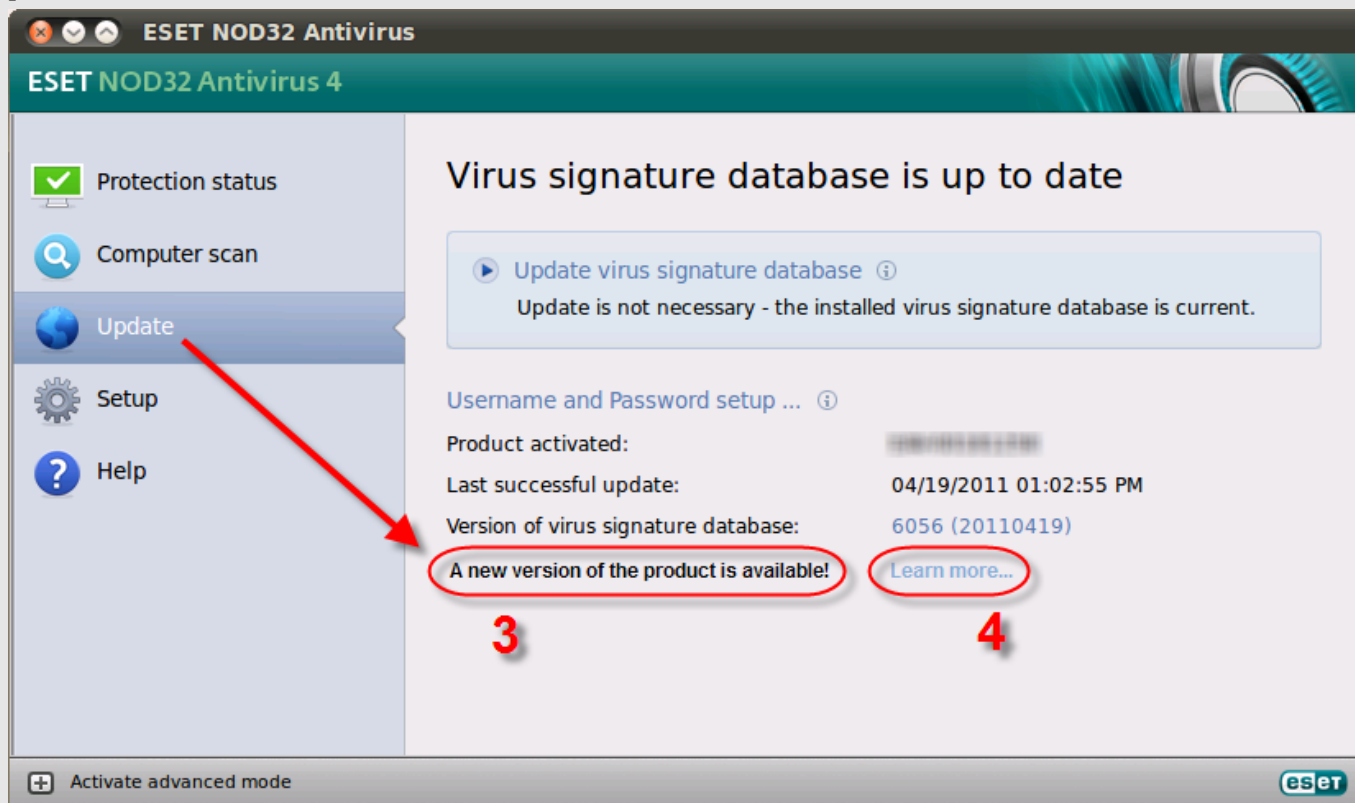 ESET NOD32 Antivirus
ESET NOD32 Antivirus 4
Protection status
Computer scan
Update
Setup
Help
Virus signature database is up to date
Update virus signature database
Update is not necessary - the installed virus signature database is current.
Username and Password setup ...
Product activated:
Last successful update: 04/19/2011 01:02:55 PM
Version of virus signature database: 6056 (20110419)
A new version of the product is available! Learn more...
3 4
Activate advanced mode
eseT